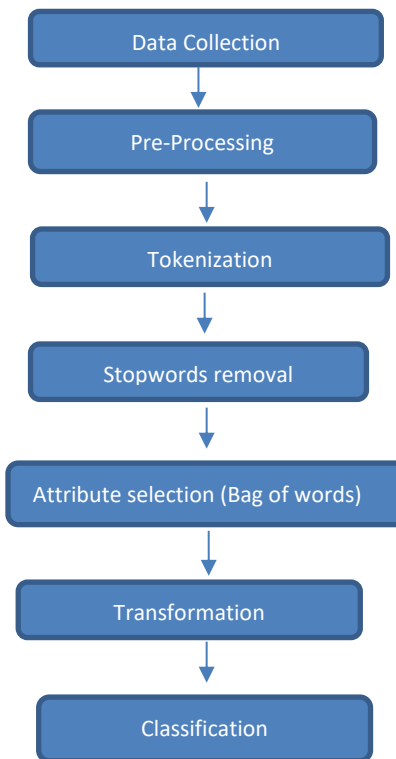 Data Collection
Pre-Processing
Tokenization
Stopwords removal
Attribute selection (Bag of words)
Transformation
Classification